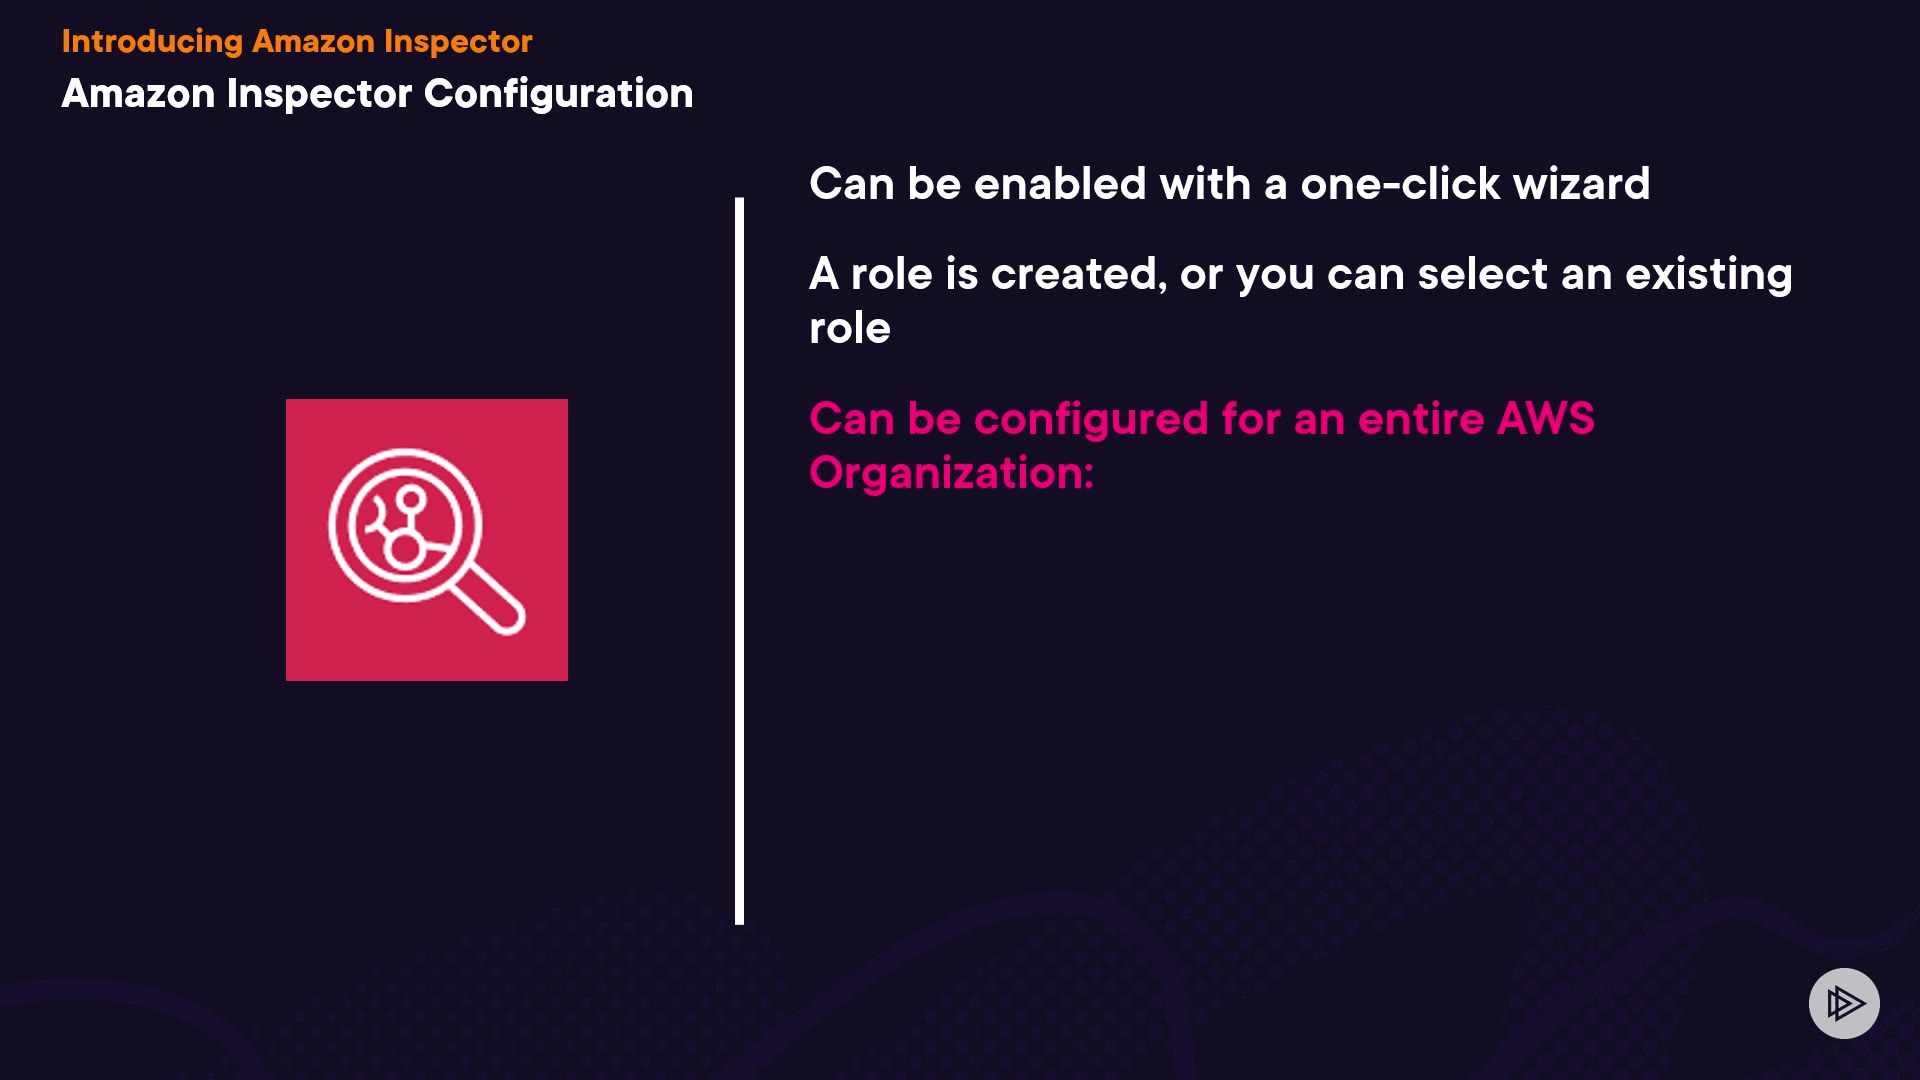 Introducing Amazon Inspector
Amazon Inspector Configuration
Can be enabled with a one-click wizard
A role is created, or you can select an existing
role
Can be configured for an entire AWS
Organization: